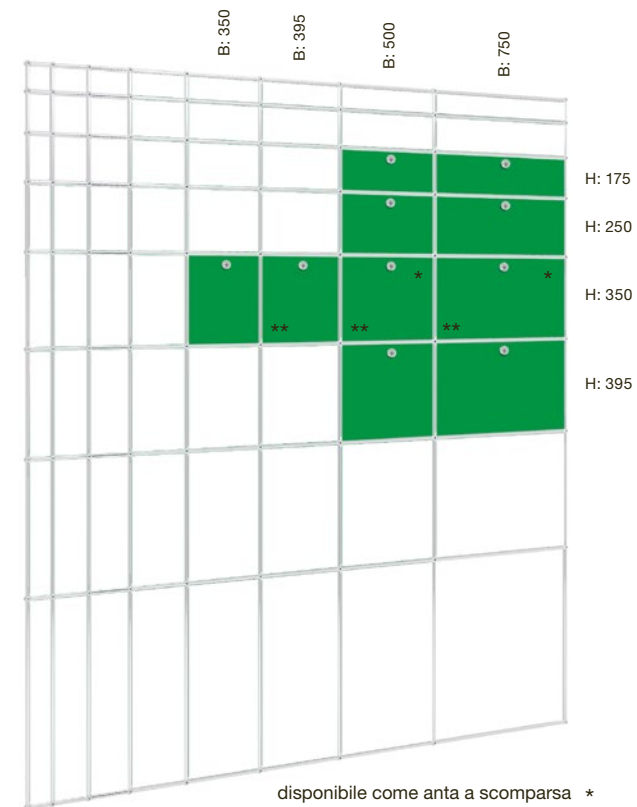 B: 350
B: 395
B: 500
B: 750
H: 175
H: 250
*
*
H: 350
**
**
**
H: 395
disponibile come anta a scomparsa *